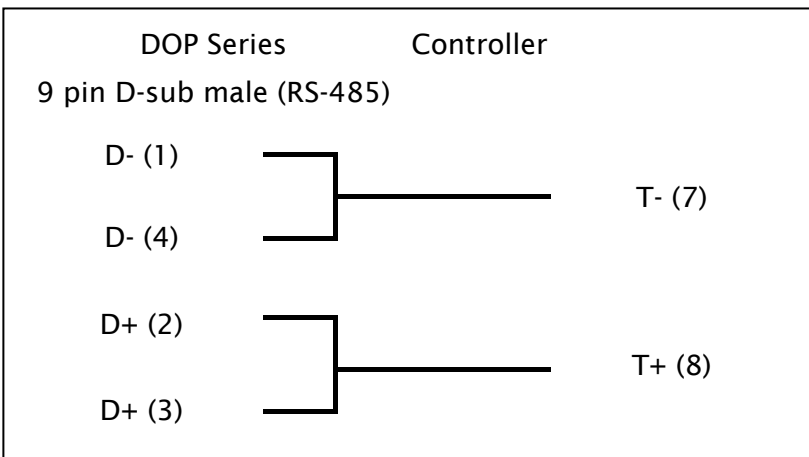 DOP Series Controller
9 pin D-sub male (RS-485)
D- (1)
T- (7)
D- (4)
D+ (2)
T+ (8)
D+ (3)